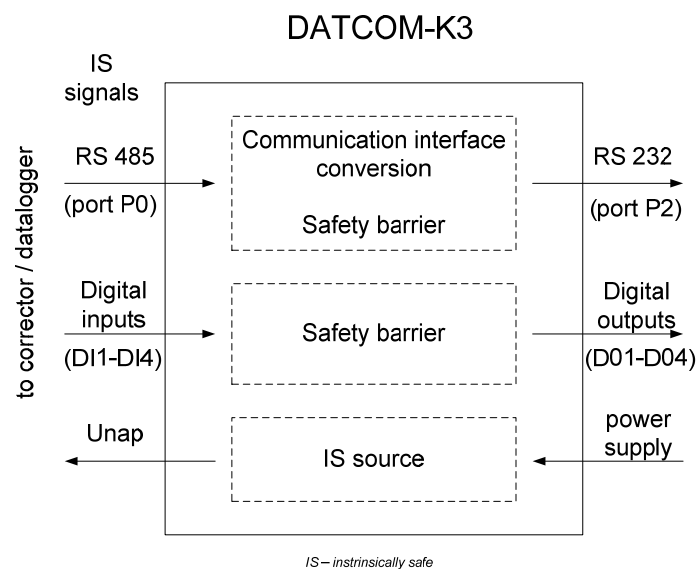 DATCOM-K3
IS
signals
to corrector / datalogger
RS 485
(port P0)
Communication interface
conversion
Safety barrier
RS 232
(port P2)
Digital
inputs
(DI1-DI4)
Safety barrier
Digital
outputs
(D01-D04)
Unap
IS source
power
supply
IS – instrinsically safe